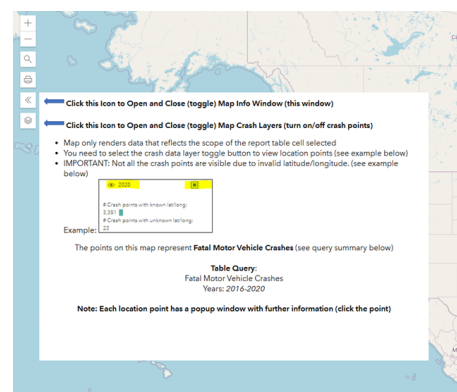 Click this Icon to Open and Close (toggle) Map Info Window (this window)
Click this Icon to Open and Close (toggle) Map Crash Layers (turn on/off crash points)
• Map only renders data that reflects the scope of the report table cell selected
• You need to select the crash data layer toggle button to view location points (see example below)
• IMPORTANT: Not all the crash points are visible due to invalid latitude/longitude. (see example
below)
2020
# Crash points with known lat/long:
3,351
# Crash points with unknown lat/long:
23
Example:
The points on this map represent Fatal Motor Vehicle Crashes (see query summary below)
Table Query:
Fatal Motor Vehicle Crashes
Years: 2016-2020
Note: Each location point has a popup window with further information (click the point)